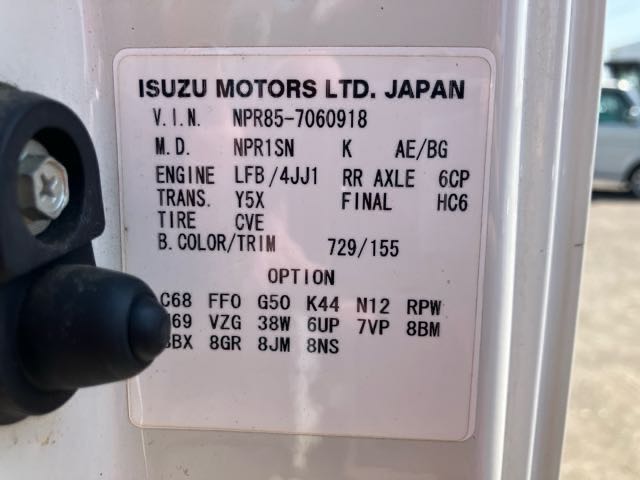 ISUZU MOTORS LTD. JAPAN
V.I.N. NPR85-7060918
M.D. NPR1SN K AE/BG
ENGINE LFB/4JJ1 RR AXLE 6CP
TRANS. Y5X FINAL HC6
TIRE CVE
B.COLOR/TRIM 729/155
OPTION
C68 FF0 G50 K44 N12 RPW
VZG 38W 6UP 7VP 8BM
8GR 8JM 8NS